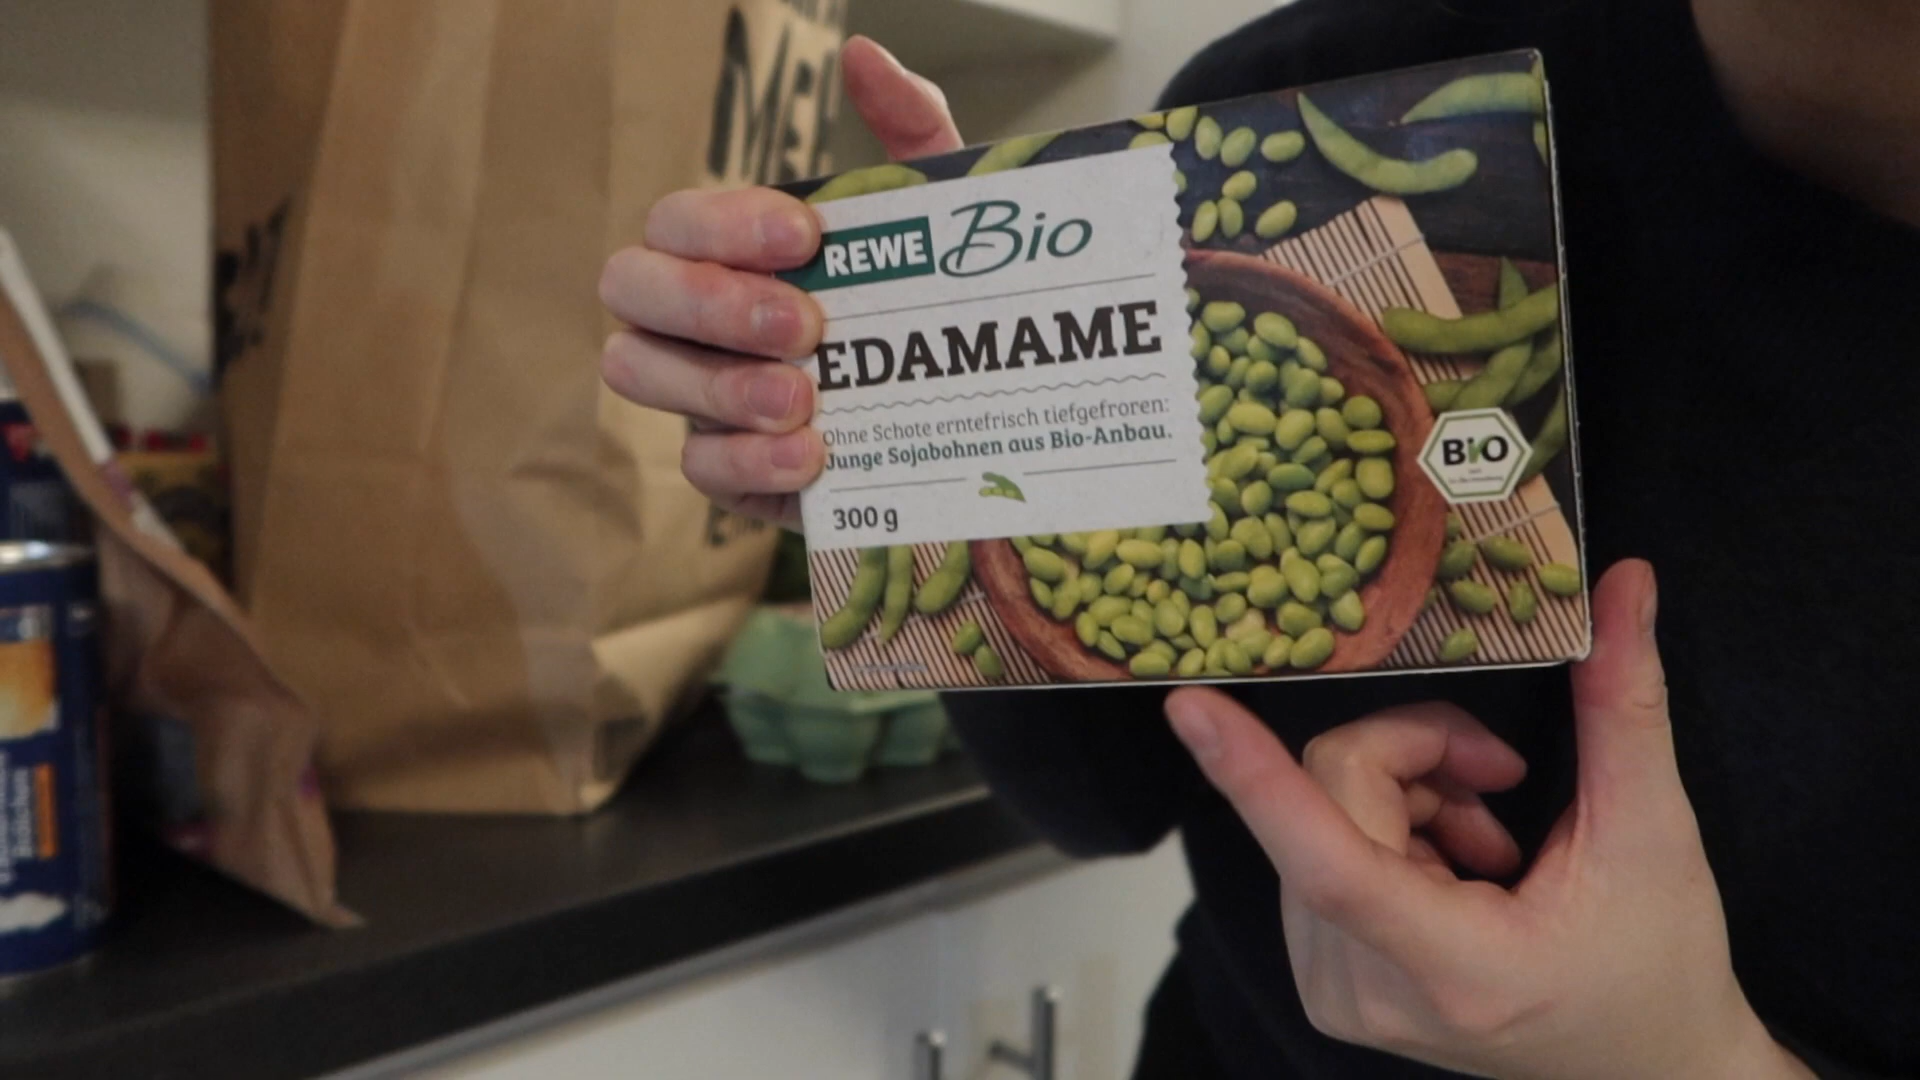 REWE Bio
EDAMAME
Ohne Schote erntefrisch tiefgefroren:
Junge Sojabohnen aus Bio-Anbau.
300 g
BIO